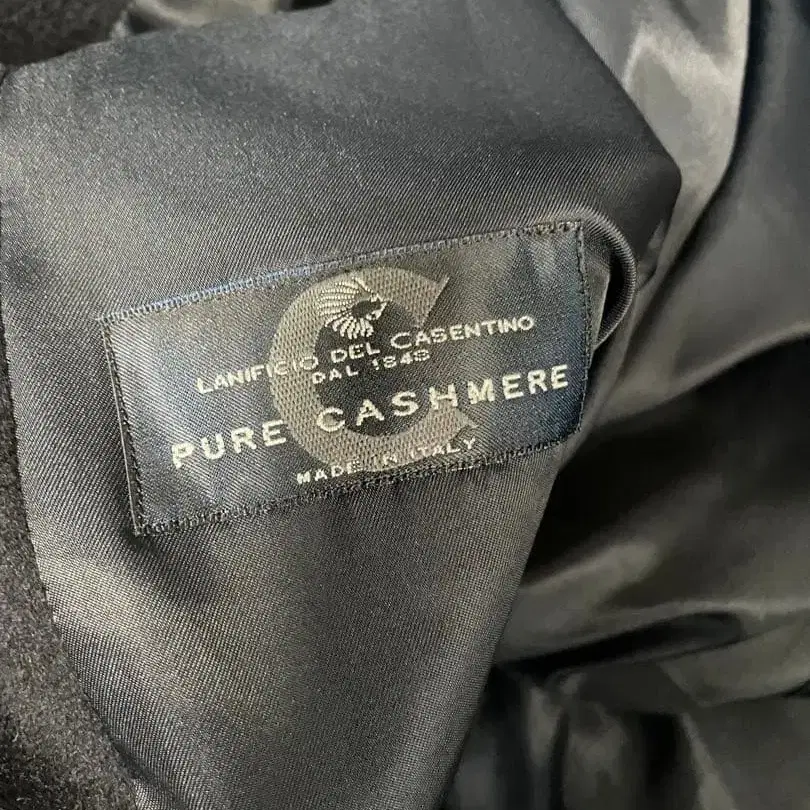 LANIFICIO DEL CASENTINO
DAL 1848
PURE CASHMERE
MADE IN ITALY